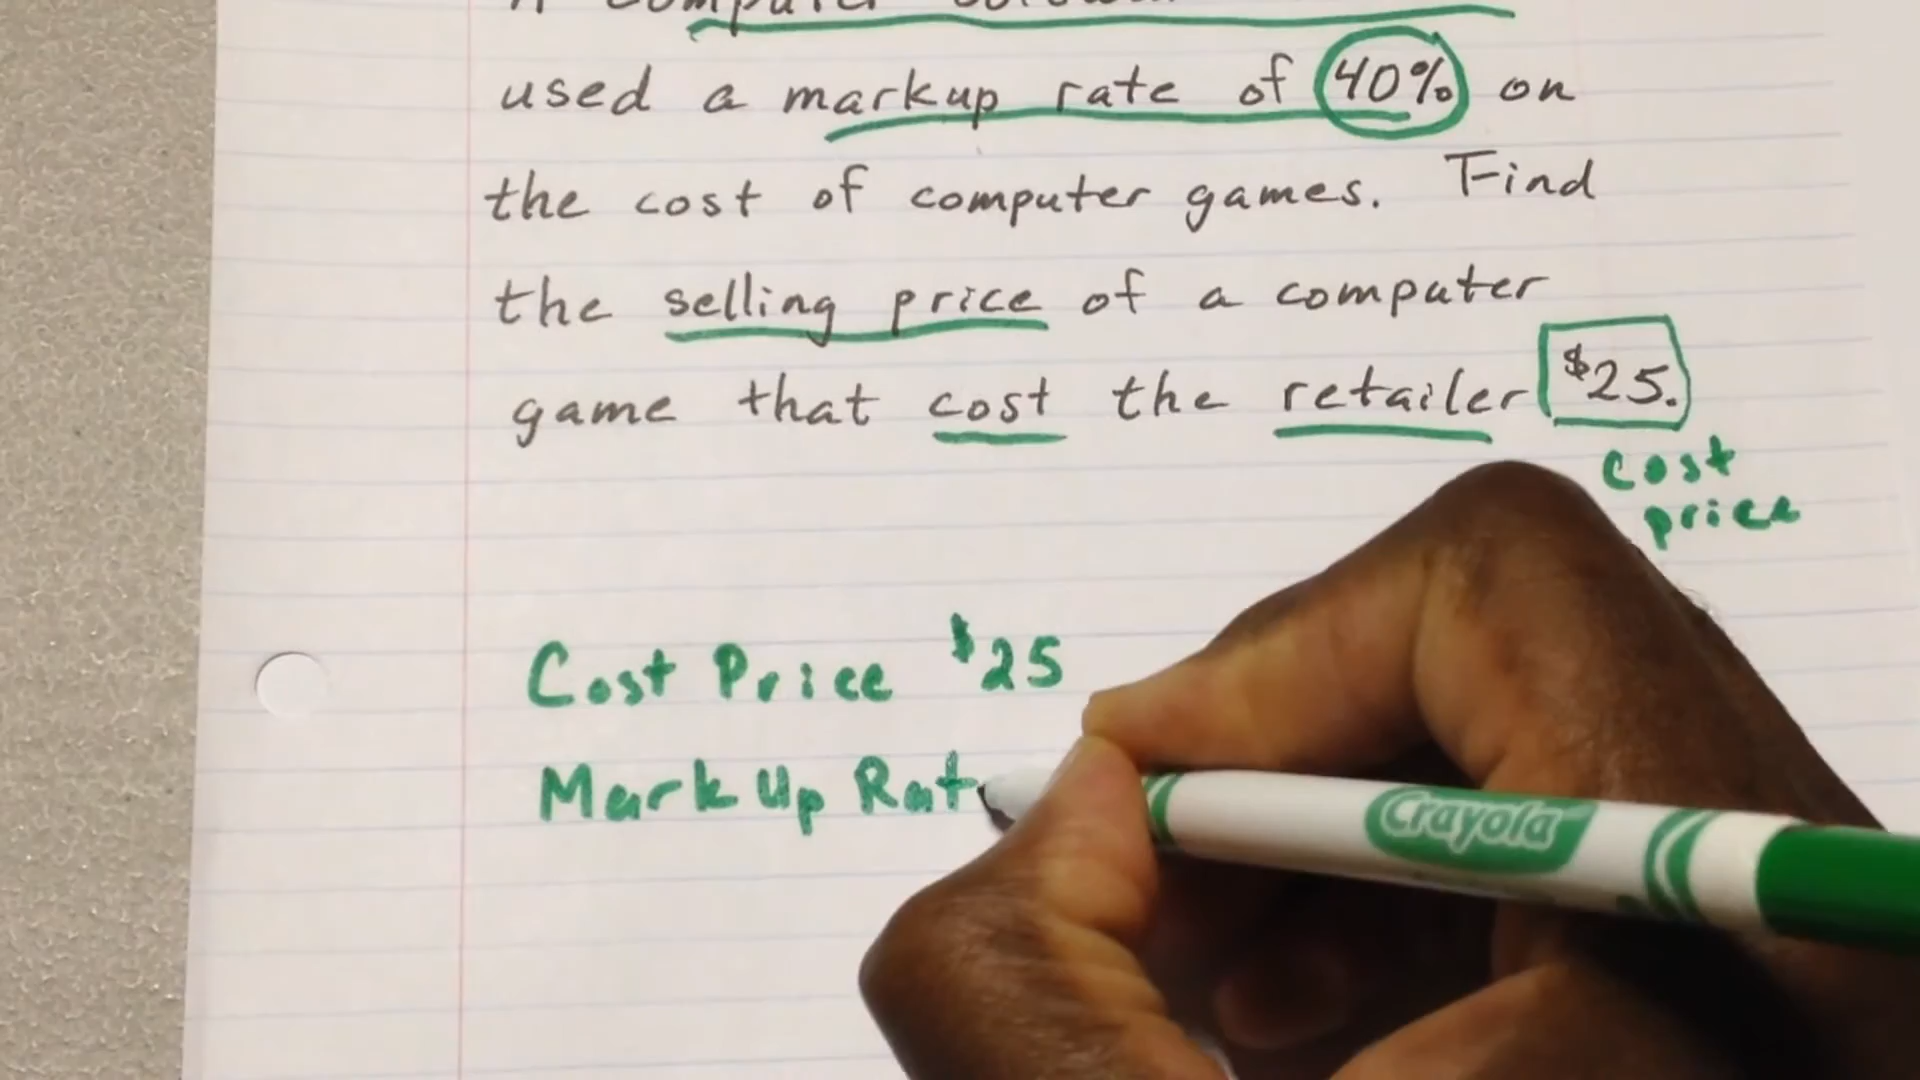 A computer
used a markup rate of 40% on
the cost of computer games. Find
the selling price of a computer
game that cost the retailer $25.
cost
price
Cost Price $25
Mark Up Rat
Crayola